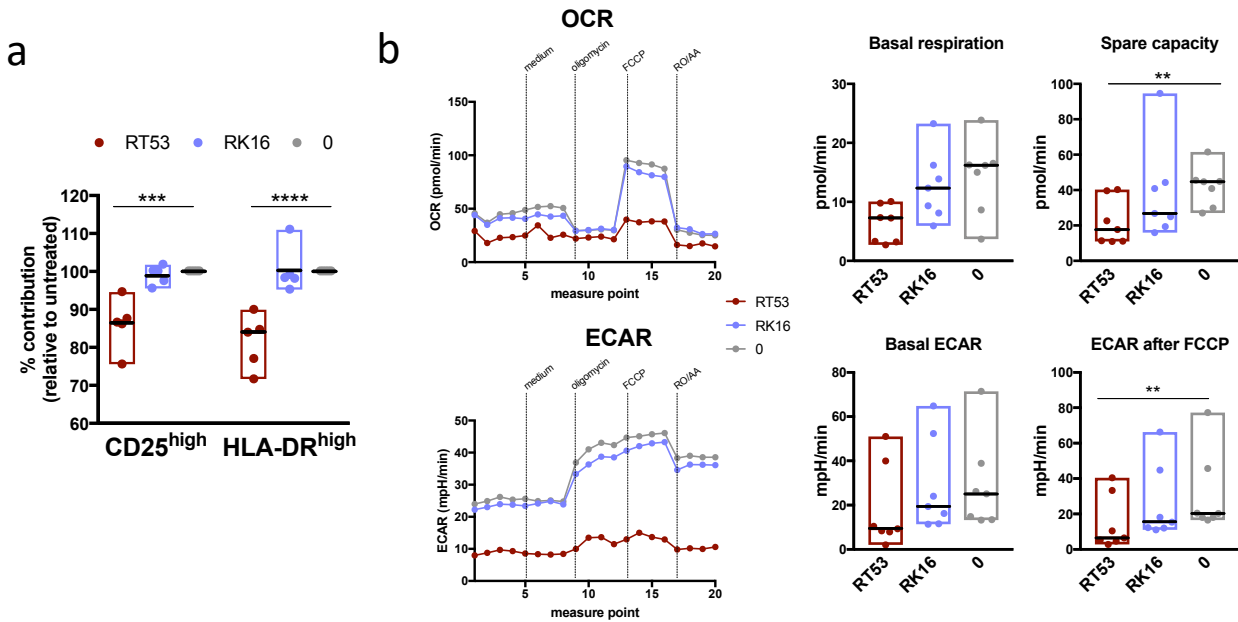 a
RT53 RK16 0
% contribution
(relative to untreated)
120
110
100
90
80
70
60
***
****
CD25high HLA-DRhigh
b
OCR
medium oligomycin FCCP RO/AA
OCR (pmol/min)
150
100
50
0
5 10 15 20
measure point
RT53
RK16
0
ECAR
medium oligomycin FCCP RO/AA
ECAR (mpH/min)
50
40
30
20
10
0
5 10 15 20
measure point
Basal respiration
pmol/min
30
20
10
0
RT53 RK16 0
Spare capacity
**
pmol/min
100
80
60
40
20
0
RT53 RK16 0
Basal ECAR
mpH/min
80
60
40
20
0
RT53 RK16 0
ECAR after FCCP
**
mpH/min
100
80
60
40
20
0
RT53 RK16 0